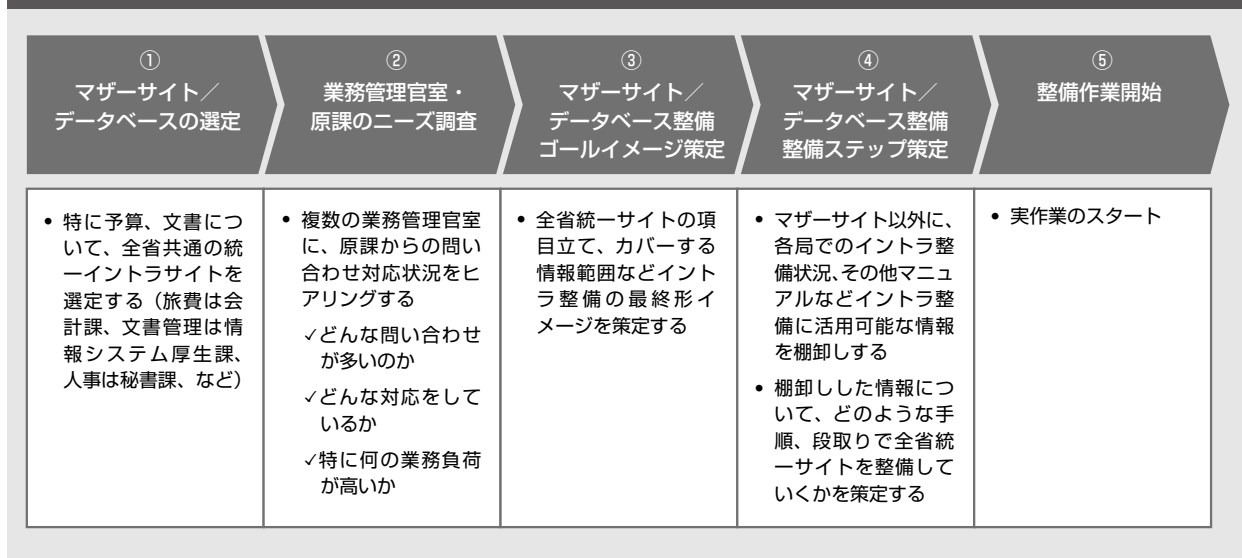 ①
マザーサイト／
データベースの選定
②
業務管理官室・
原課のニーズ調査
③
マザーサイト／
データベース整備
ゴールイメージ策定
④
マザーサイト／
データベース整備
整備ステップ策定
⑤
整備作業開始
• 特に予算、文書につ
いて、全省共通の統
一イントラサイトを
選定する（旅費は会
計課、文書管理は情
報システム厚生課、
人事は秘書課、など）
• 複数の業務管理官室
に、原課からの問い
合わせ対応状況をヒ
アリングする
✓どんな問い合わせ
が多いのか
✓どんな対応をして
いるか
✓特に何の業務負荷
が高いか
• 全省統一サイトの項
目立て、カバーする
情報範囲などイント
ラ整備の最終形イ
メージを策定する
• マザーサイト以外に、
各局でのイントラ整
備状況、その他マニュ
アルなどイントラ整
備に活用可能な情報
を棚卸しする
• 棚卸しした情報につ
いて、どのような手
順、段取りで全省統
一サイトを整備して
いくかを策定する
• 実作業のスタート